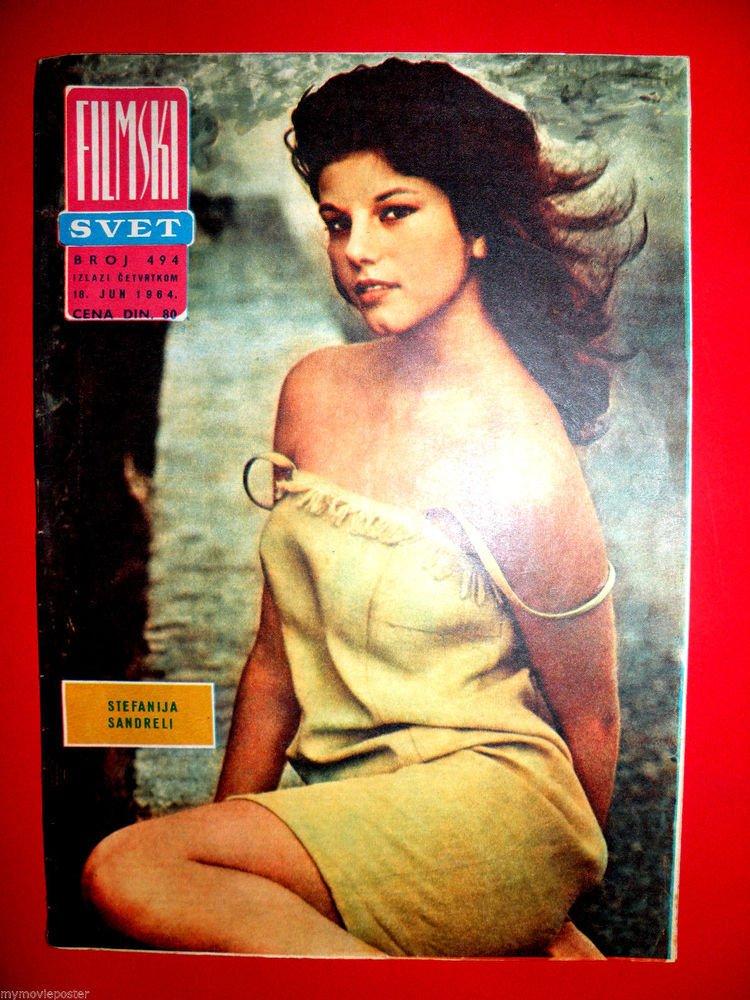 FILMSKI
SVET
BROJ 494
IZLAZI ČETVRTKOM
18. JUN 1964.
CENA DIN. 80
STEFANIJA
SANDRELI
mymovieposter